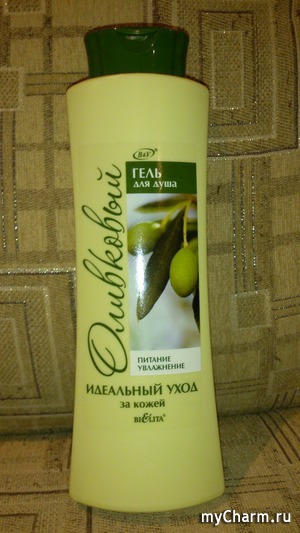 B&V
ГЕЛЬ
для душа
Оливковый
ПИТАНИЕ
УВЛАЖНЕНИЕ
ИДЕАЛЬНЫЙ УХОД
за кожей
BIELITA
myCharm.ru